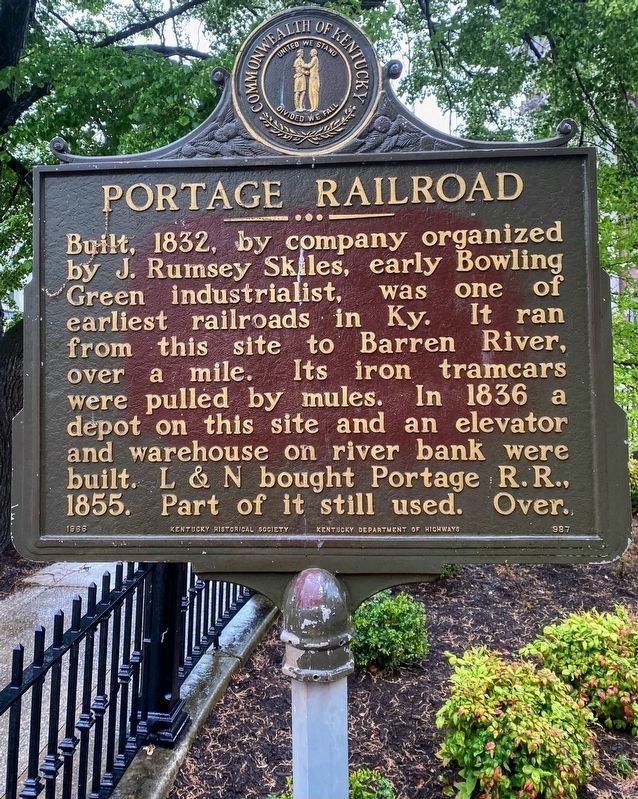 COMMONWEALTH OF KENTUCKY
UNITED WE STAND
DIVIDED WE FALL
PORTAGE RAILROAD
Built, 1832, by company organized
by J. Rumsey Skiles, early Bowling
Green industrialist, was one of
earliest railroads in Ky. It ran
from this site to Barren River,
over a mile. Its iron tramcars
were pulled by mules. In 1836 a
depot on this site and an elevator
and warehouse on river bank were
built. L & N bought Portage R.R.,
1855. Part of it still used. Over.
1966 KENTUCKY HISTORICAL SOCIETY KENTUCKY DEPARTMENT OF HIGHWAYS 987